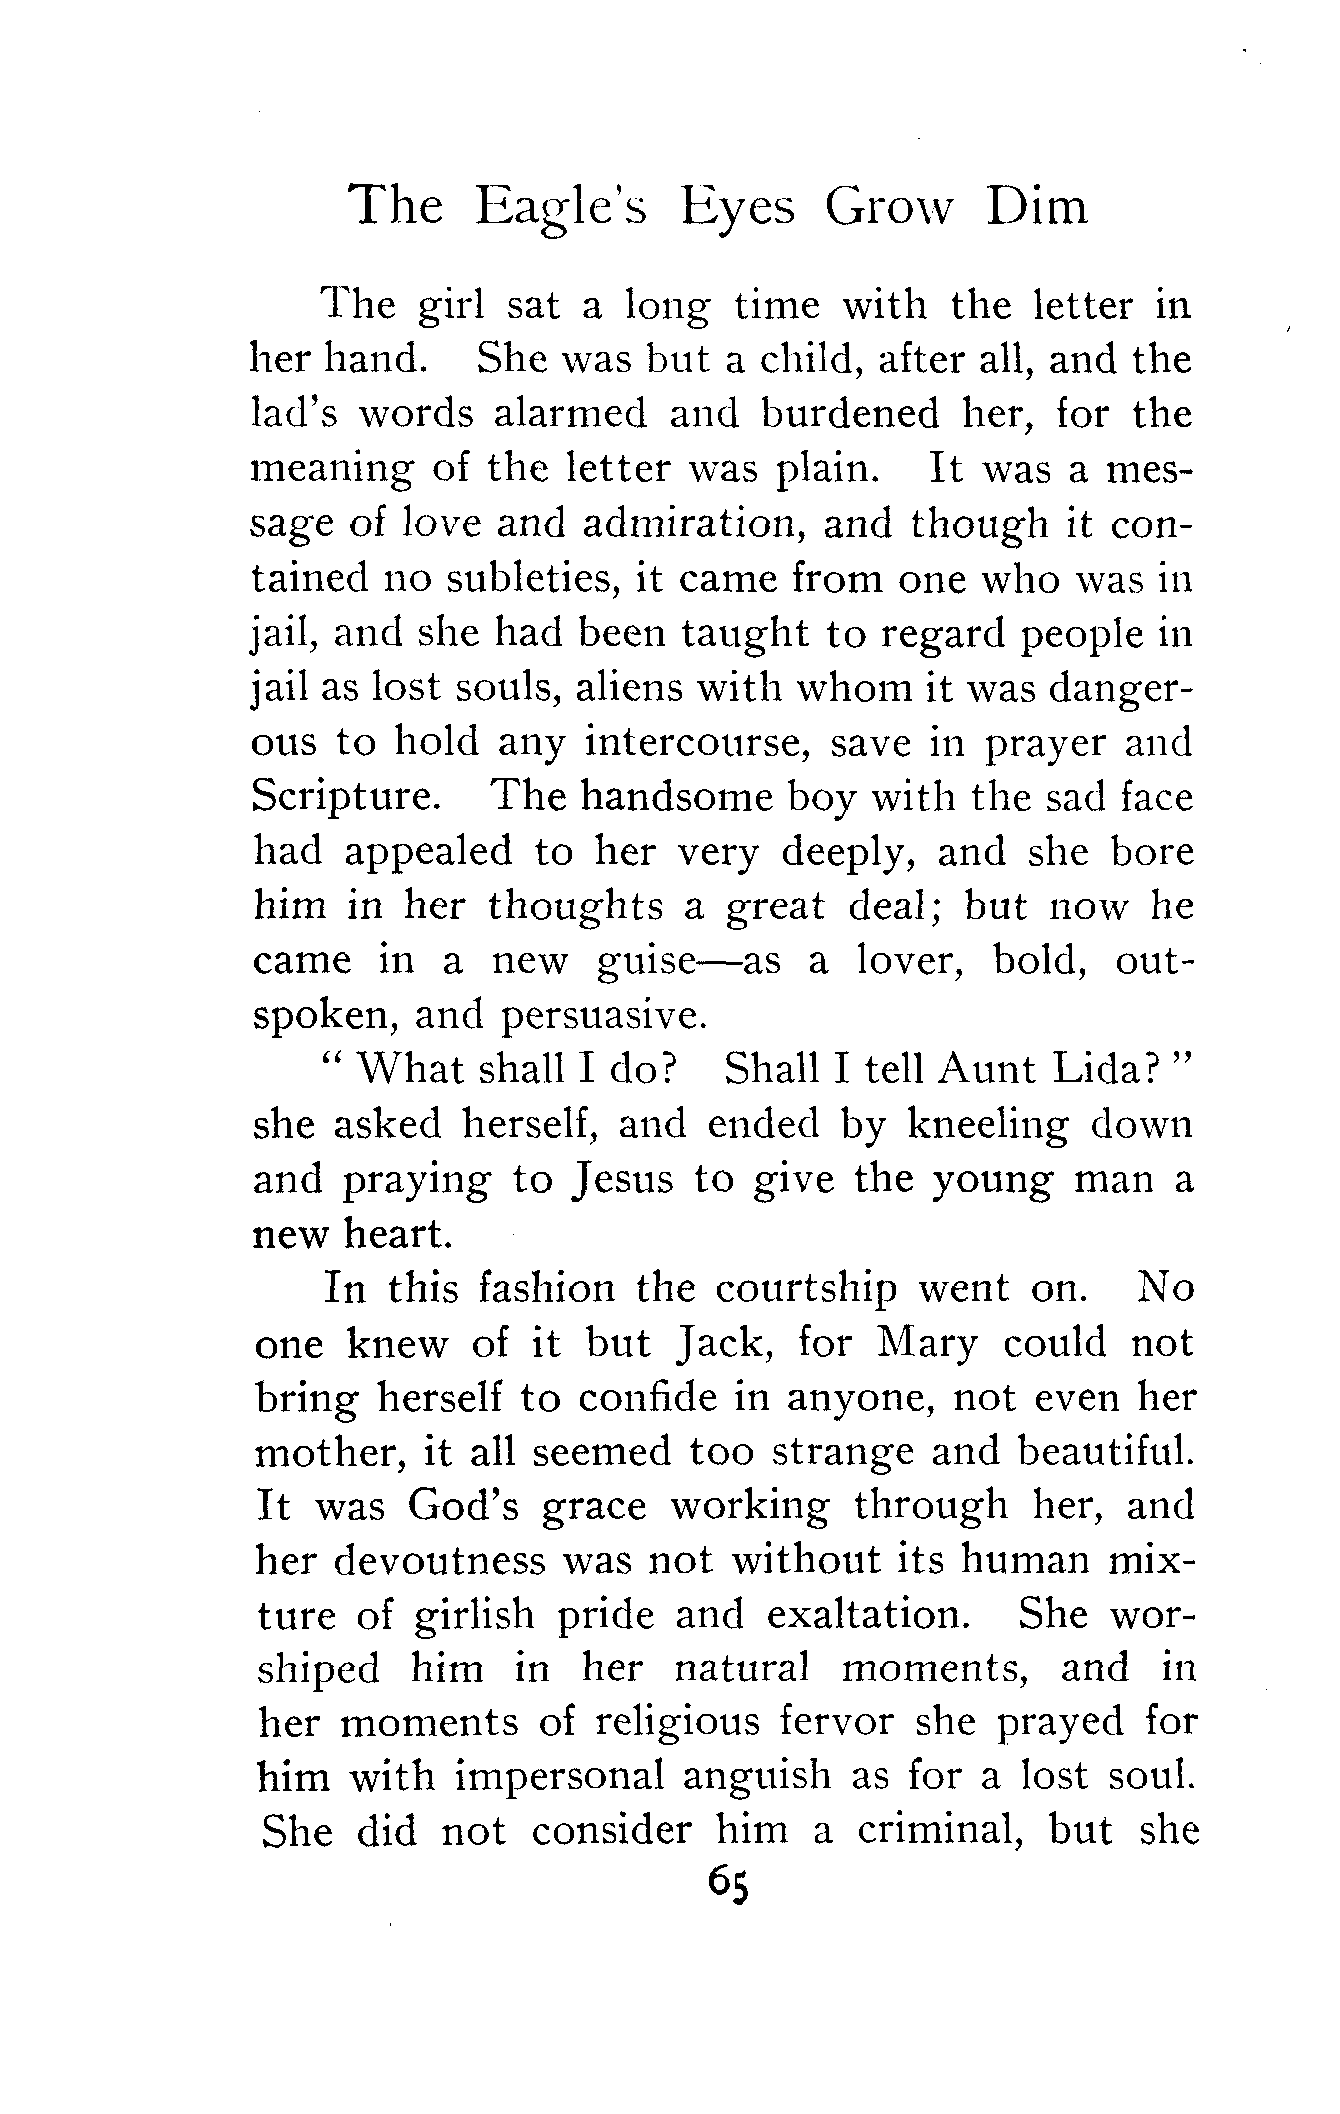 The Eagle's Eyes Grow Dim
The girl sat a long time with the letter in
her hand. She was but a child, after all, and the
lad's words alarmed and burdened her, for the
meaning of the letter was plain. It was a mes-
sage of love and admiration, and though it con-
tained no subleties, it came from one who was in
jail, and she had been taught to regard people in
jail as lost souls, aliens with whom it was danger-
ous to hold any intercourse, save in prayer and
Scripture. The handsome boy with the sad face
had appealed to her very deeply, and she bore
him in her thoughts a great deal; but now he
came in a new guise—as a lover, bold, out-
spoken, and persuasive.
" What shall I do? Shall I tell Aunt Lida? "
she asked herself, and ended by kneeling down
and praying to Jesus to give the young man a
new heart.
In this fashion the courtship went on. No
one knew of it but Jack, for Mary could not
bring herself to confide in anyone, not even her
mother, it all seemed too strange and beautiful.
It was God's grace working through her, and
her devoutness was not without its human mix-
ture of girlish pride and exaltation. She wor-
shiped him in her natural moments, and in
her moments of religious fervor she prayed for
him with impersonal anguish as for a lost soul.
She did not consider him a criminal, but she
65